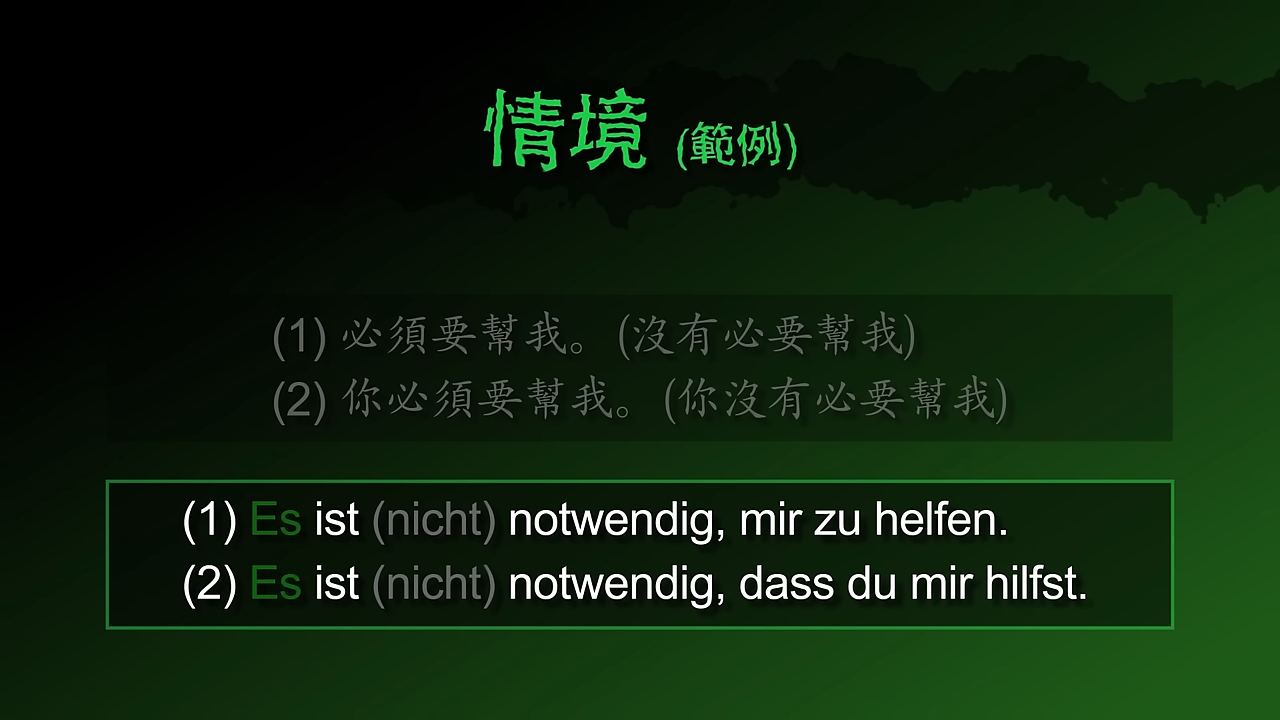 情境 (範例)
(1) 必須要幫我。(沒有必要幫我)
(2) 你必須要幫我。(你沒有必要幫我)
(1) Es ist (nicht) notwendig, mir zu helfen.
(2) Es ist (nicht) notwendig, dass du mir hilfst.